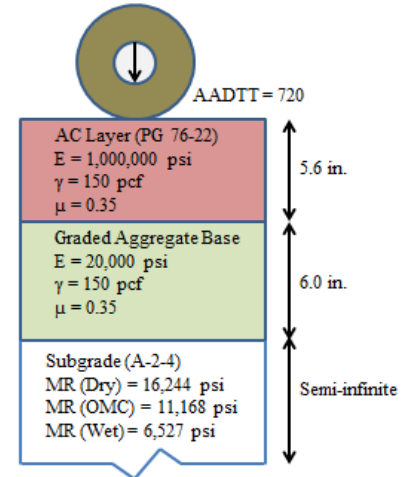 AADTT = 720
AC Layer (PG 76-22)
E = 1,000,000 psi
γ = 150 pcf
μ = 0.35
5.6 in.
Graded Aggregate Base
E = 20,000 psi
γ = 150 pcf
μ = 0.35
6.0 in.
Subgrade (A-2-4)
MR (Dry) = 16,244 psi
MR (OMC) = 11,168 psi
MR (Wet) = 6,527 psi
Semi-infinite